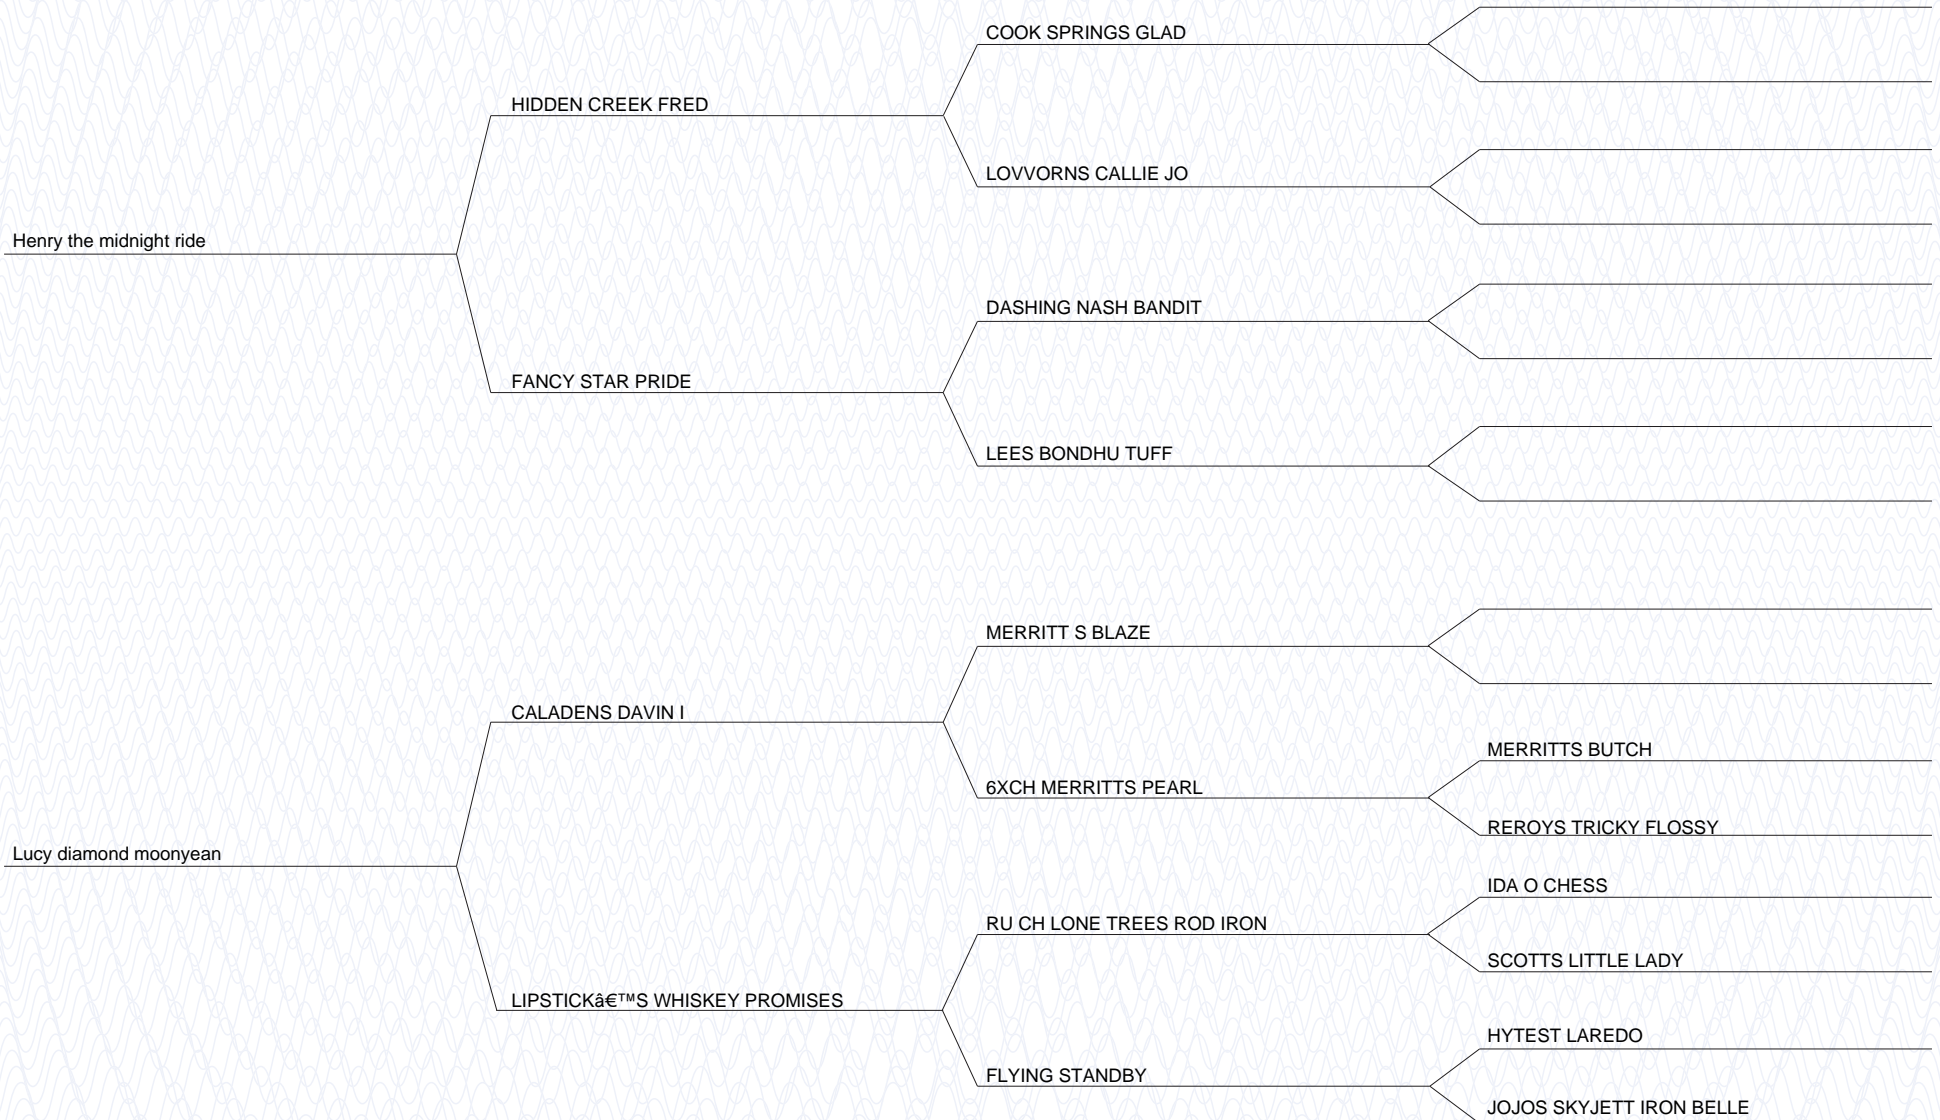 COOK SPRINGS GLAD
HIDDEN CREEK FRED
LOVVORNS CALLIE JO
Henry the midnight ride
DASHING NASH BANDIT
FANCY STAR PRIDE
LEES BONDHU TUFF
MERRITT S BLAZE
CALADENS DAVIN I
MERRITTS BUTCH
6XCH MERRITTS PEARL
REROYS TRICKY FLOSSY
Lucy diamond moonyean
IDA O CHESS
RU CH LONE TREES ROD IRON
SCOTTS LITTLE LADY
LIPSTICKâ€™S WHISKEY PROMISES
HYTEST LAREDO
FLYING STANDBY
JOJOS SKYJETT IRON BELLE